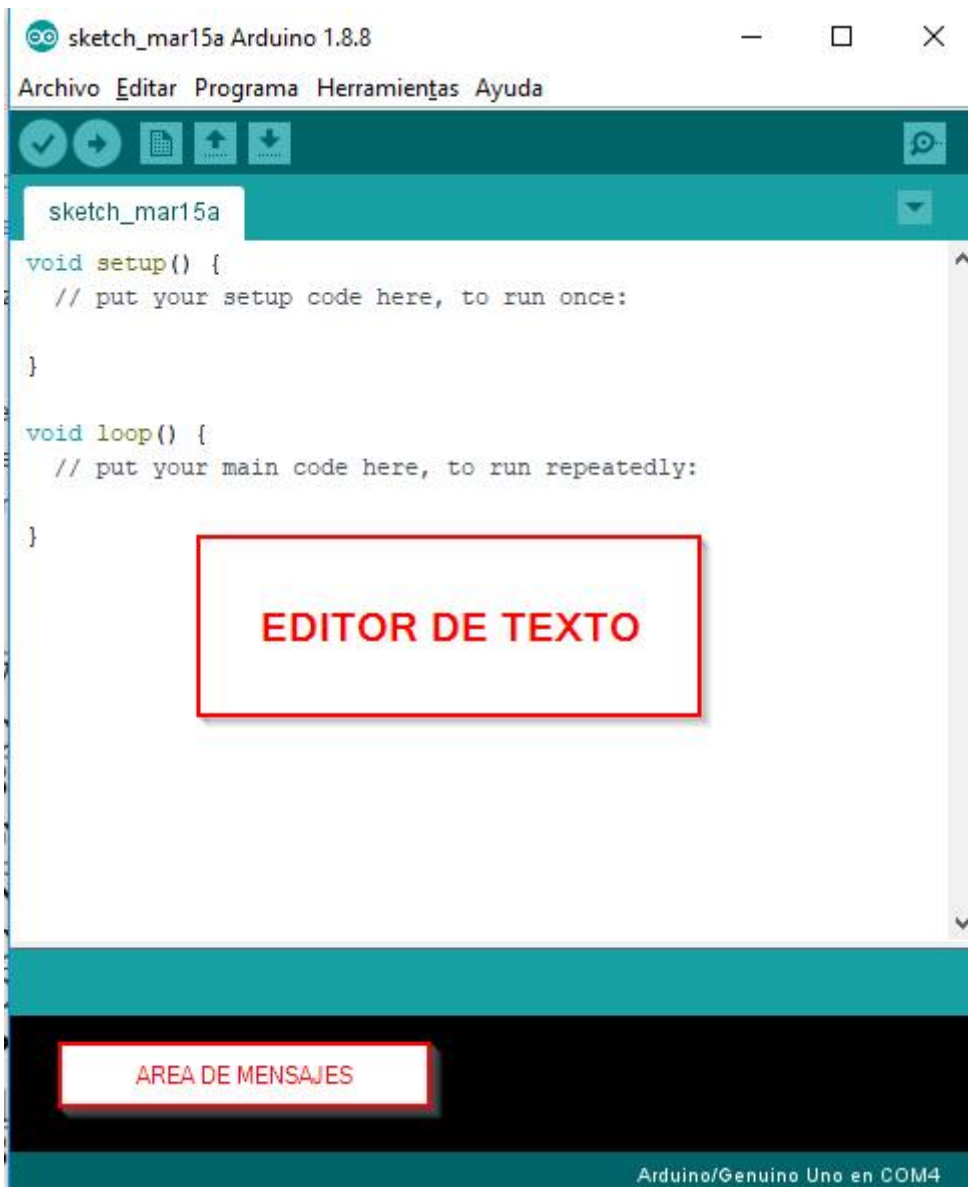 sketch_mar15a Arduino 1.8.8
Archivo Editar Programa Herramientas Ayuda
sketch_mar15a
void setup() {
// put your setup code here, to run once:
}
void loop() {
// put your main code here, to run repeatedly:
}
EDITOR DE TEXTO
AREA DE MENSAJES
Arduino/Genuino Uno en COM4